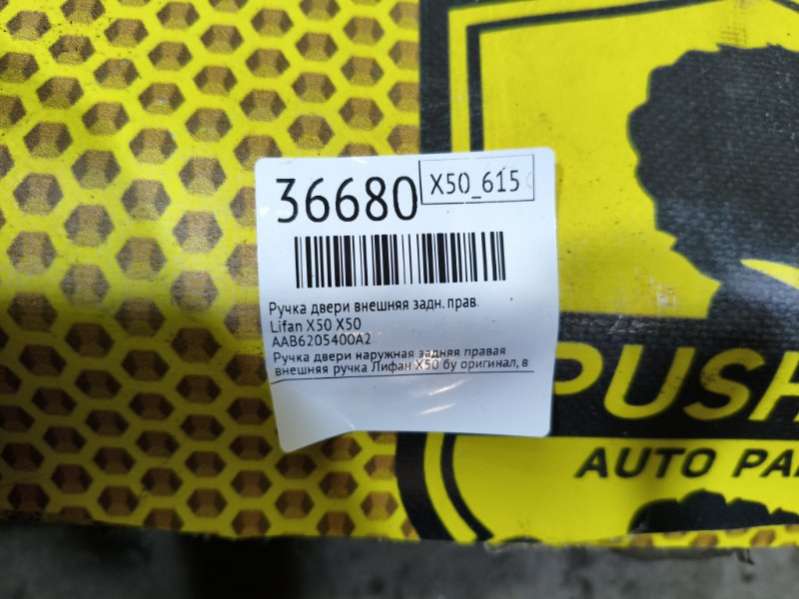 36680
X50_615
Ручка двери внешняя задн. прав.
Lifan X50 X50
AAB6205400A2
Ручка двери наружная задняя правая
внешняя ручка Лифан X50 бу оригинал, в
PUSH
AUTO PA